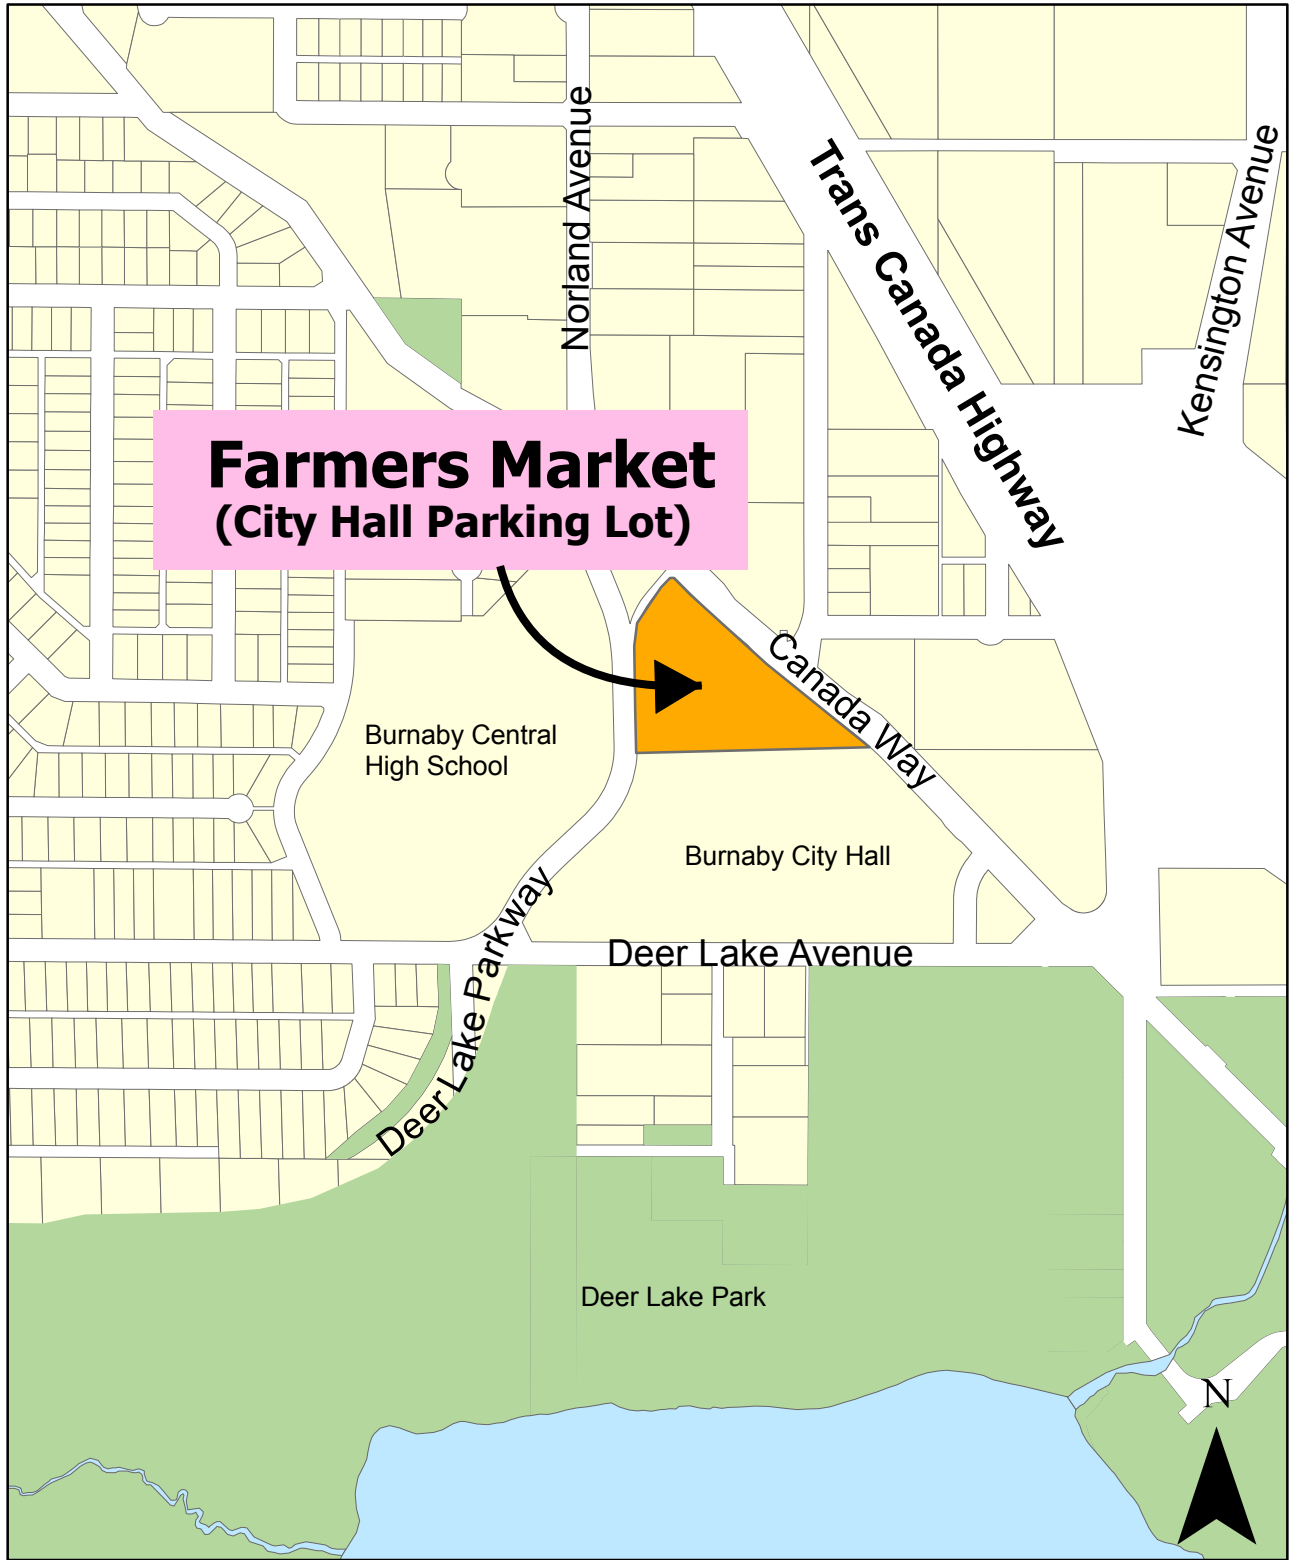 Norland Avenue
Trans Canada Highway
Kensington Avenue
Farmers Market
(City Hall Parking Lot)
Canada Way
Burnaby Central
High School
Burnaby City Hall
Deer Lake Parkway
Deer Lake Avenue
Deer Lake Park
N